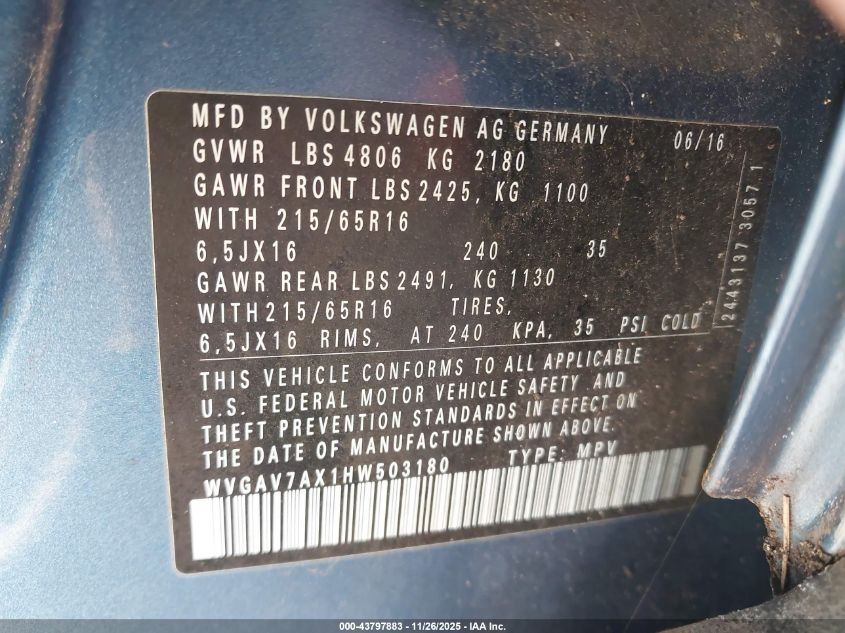 MFD BY VOLKSWAGEN AG GERMANY 06/16
GVWR LBS 4806 KG 2180
GAWR FRONT LBS 2425, KG 1100
WITH 215/65R16
6,5JX16 240 35
GAWR REAR LBS 2491, KG 1130
WITH 215/65R16 TIRES,
6,5JX16 RIMS, AT 240 KPA, 35 PSI COLD
THIS VEHICLE CONFORMS TO ALL APPLICABLE
U.S. FEDERAL MOTOR VEHICLE SAFETY AND
THEFT PREVENTION STANDARDS IN EFFECT ON
THE DATE OF MANUFACTURE SHOWN ABOVE.
WVGAV7AX1HW503180 TYPE: MPV
2443137 3057 1
000-43797883 - 11/26/2025 - IAA Inc.